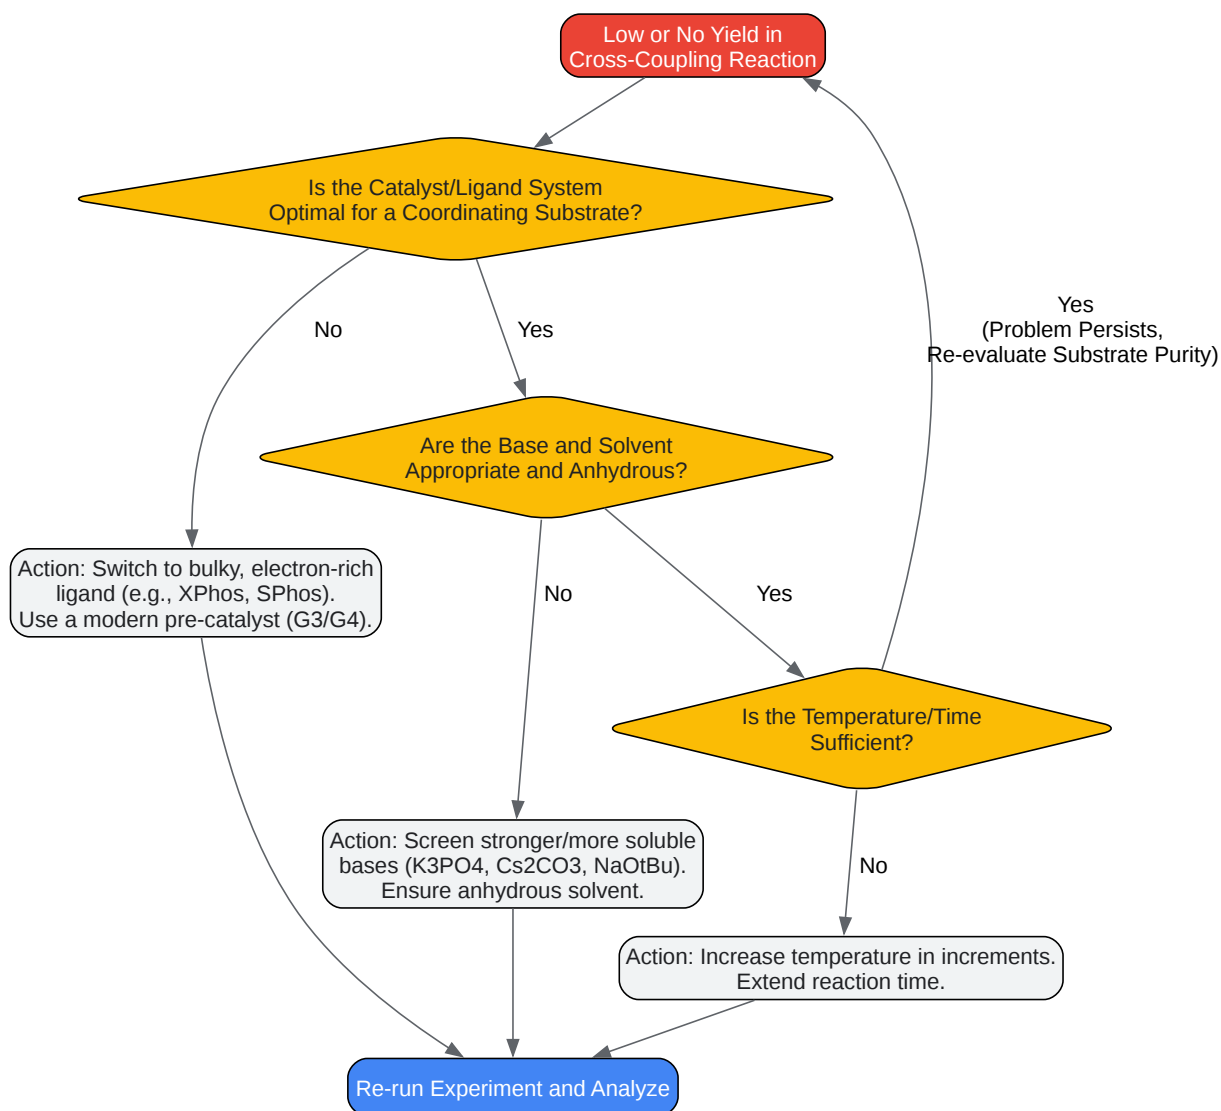 Low or No Yield in
Cross-Coupling Reaction
Is the Catalyst/Ligand System
Optimal for a Coordinating Substrate?
No
Yes
Yes
(Problem Persists,
Re-evaluate Substrate Purity)
Are the Base and Solvent
Appropriate and Anhydrous?
Action: Switch to bulky, electron-rich
ligand (e.g., XPhos, SPhos).
Use a modern pre-catalyst (G3/G4).
No
Yes
Is the Temperature/Time
Sufficient?
Action: Screen stronger/more soluble
bases (K3PO4, Cs2CO3, NaOtBu).
Ensure anhydrous solvent.
No
Action: Increase temperature in increments.
Extend reaction time.
Re-run Experiment and Analyze